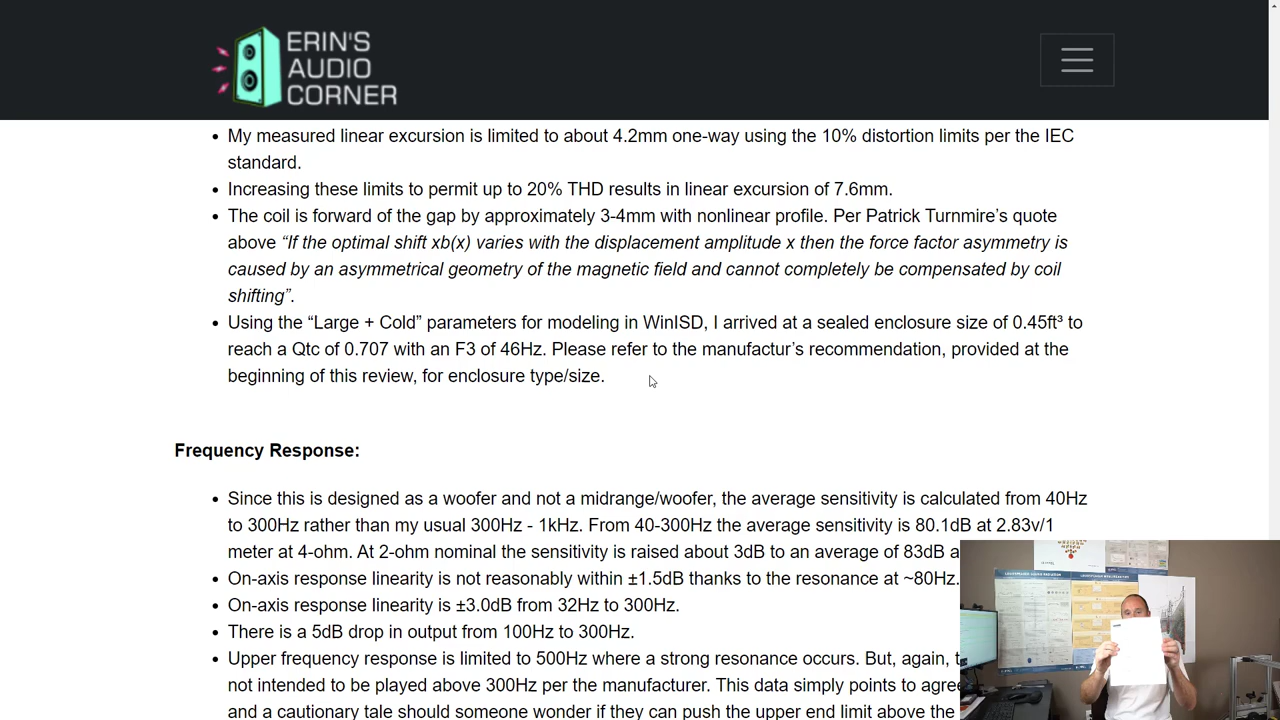 ERIN'S
AUDIO
CORNER
• My measured linear excursion is limited to about 4.2mm one-way using the 10% distortion limits per the IEC
standard.
• Increasing these limits to permit up to 20% THD results in linear excursion of 7.6mm.
• The coil is forward of the gap by approximately 3-4mm with nonlinear profile. Per Patrick Turnmire’s quote
above “If the optimal shift xb(x) varies with the displacement amplitude x then the force factor asymmetry is
caused by an asymmetrical geometry of the magnetic field and cannot completely be compensated by coil
shifting”.
• Using the “Large + Cold” parameters for modeling in WinISD, I arrived at a sealed enclosure size of 0.45ft³ to
reach a Qtc of 0.707 with an F3 of 46Hz. Please refer to the manufactur’s recommendation, provided at the
beginning of this review, for enclosure type/size.
Frequency Response:
• Since this is designed as a woofer and not a midrange/woofer, the average sensitivity is calculated from 40Hz
to 300Hz rather than my usual 300Hz - 1kHz. From 40-300Hz the average sensitivity is 80.1dB at 2.83v/1
meter at 4-ohm. At 2-ohm nominal the sensitivity is raised about 3dB to an average of 83dB
• On-axis response linearity is not reasonably within ±1.5dB thanks to the resonance at ~80Hz.
• On-axis response linearity is ±3.0dB from 32Hz to 300Hz.
• There is a 5dB drop in output from 100Hz to 300Hz.
• Upper frequency response is limited to 500Hz where a strong resonance occurs. But, again,
not intended to be played above 300Hz per the manufacturer. This data simply points to
and a cautionary tale should someone wonder if they can push the upper end limit above the